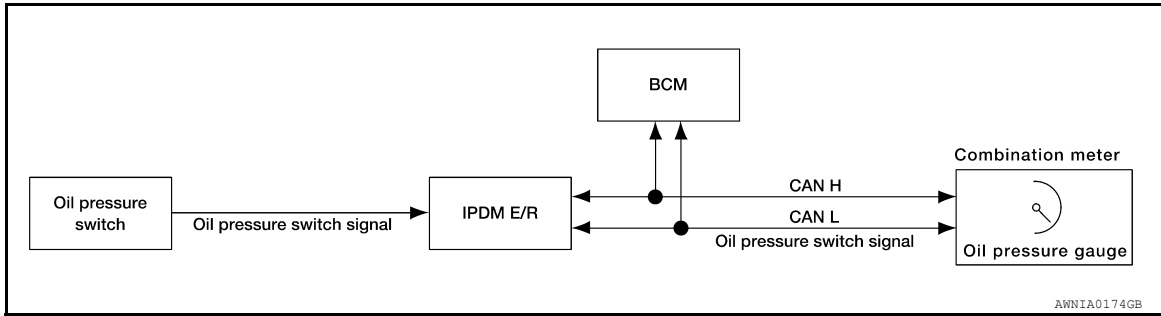 BCM
Combination meter
Oil pressure
switch
Oil pressure switch signal
IPDM E/R
CAN H
CAN L
Oil pressure switch signal
Oil pressure gauge
AWNIA0174GB